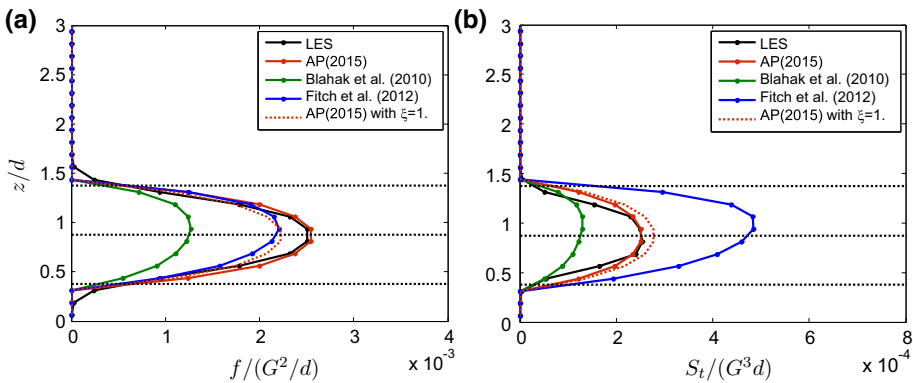 (a)
3
2.5
2
1.5
1
0.5
0
z/d
LES
AP(2015)
Blahak et al. (2010)
Fitch et al. (2012)
AP(2015) with ξ=1.
0 1 2 3 4
x 10⁻³
f/(G²/d)
(b)
3
2.5
2
1.5
1
0.5
0
LES
AP(2015)
Blahak et al. (2010)
Fitch et al. (2012)
AP(2015) with ξ=1.
0 2 4 6 8
x 10⁻⁴
Sₜ/(G³d)